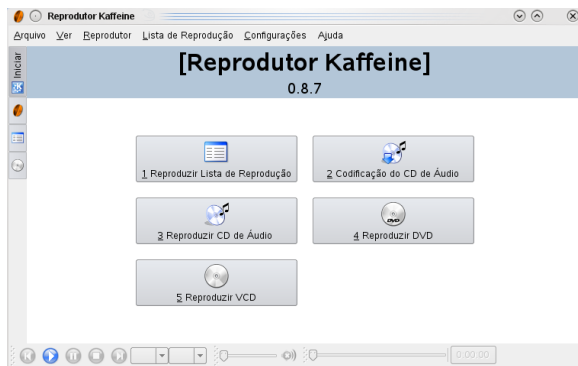 Reprodutor Kaffeine
Arquivo Ver Reprodutor Lista de Reprodução Configurações Ajuda
Iniciar
[Reprodutor Kaffeine]
0.8.7
1 Reproduzir Lista de Reprodução
2 Codificação do CD de Áudio
3 Reproduzir CD de Áudio
4 Reproduzir DVD
5 Reproduzir VCD
0:00:00